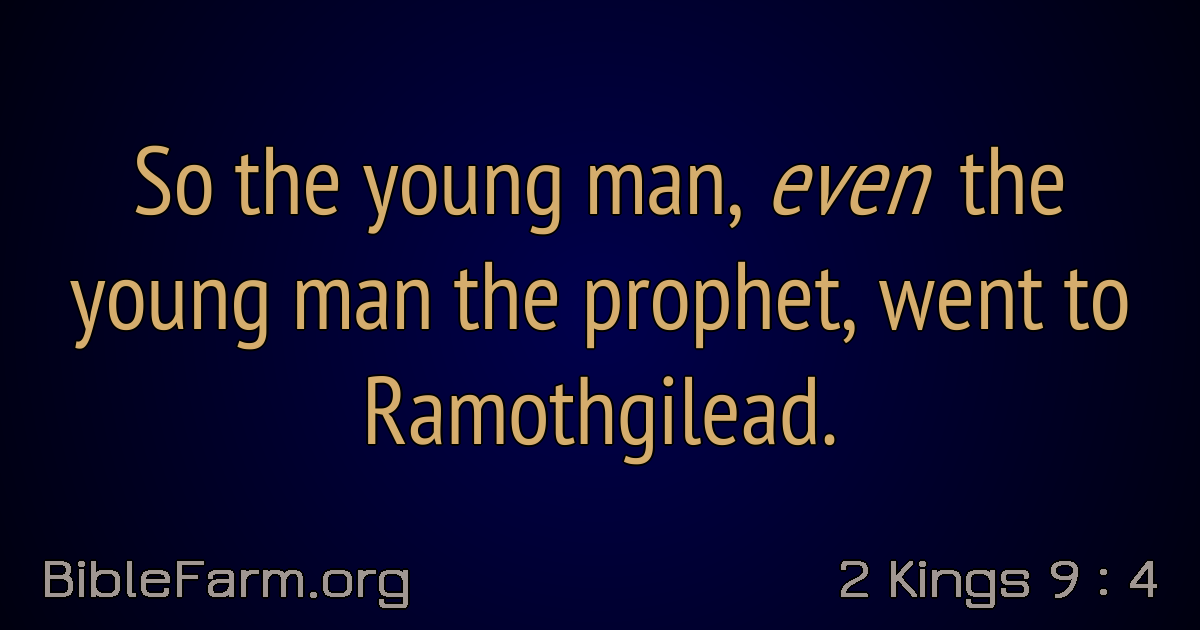 So the young man, even the
young man the prophet, went to
Ramothgilead.
BibleFarm.org
2 Kings 9 : 4